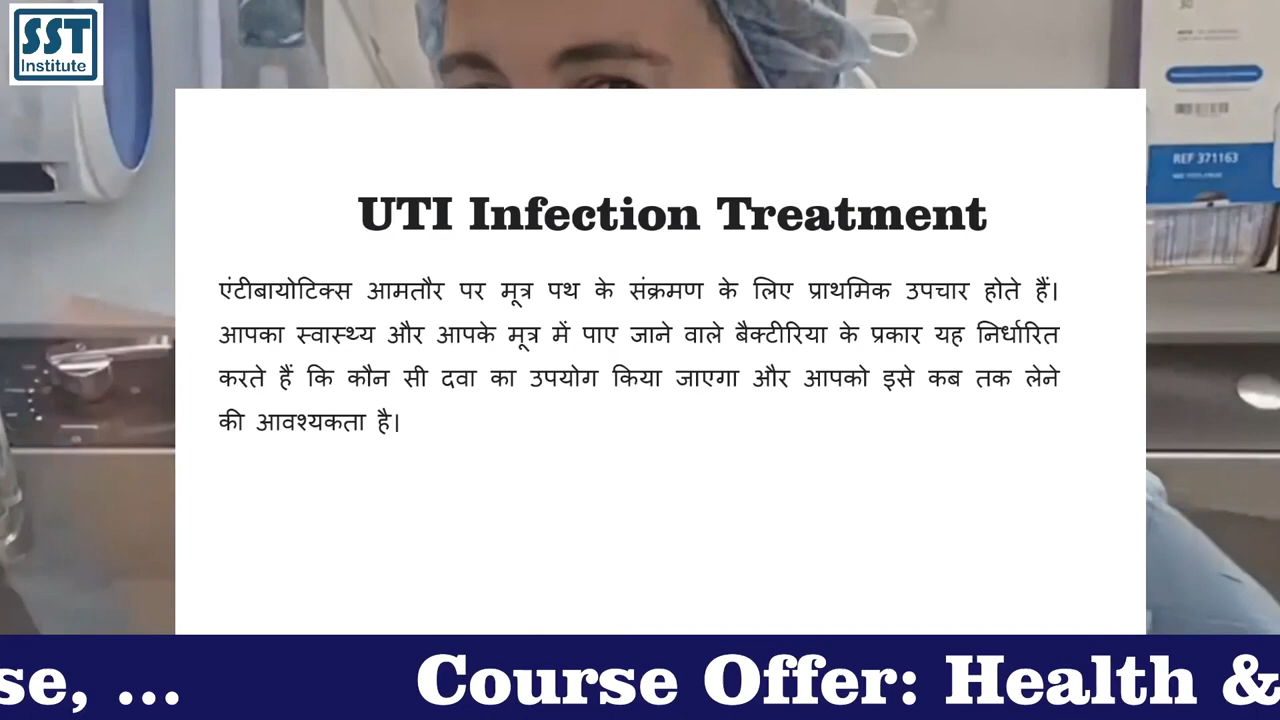 SST
Institute
30
REF 371163
UTI Infection Treatment
एंटीबायोटिक्स आमतौर पर मूत्र पथ के संक्रमण के लिए प्राथमिक उपचार होते हैं।
आपका स्वास्थ्य और आपके मूत्र में पाए जाने वाले बैक्टीरिया के प्रकार यह निर्धारित
करते हैं कि कौन सी दवा का उपयोग किया जाएगा और आपको इसे कब तक लेने
की आवश्यकता है।
se, ... Course Offer: Health &